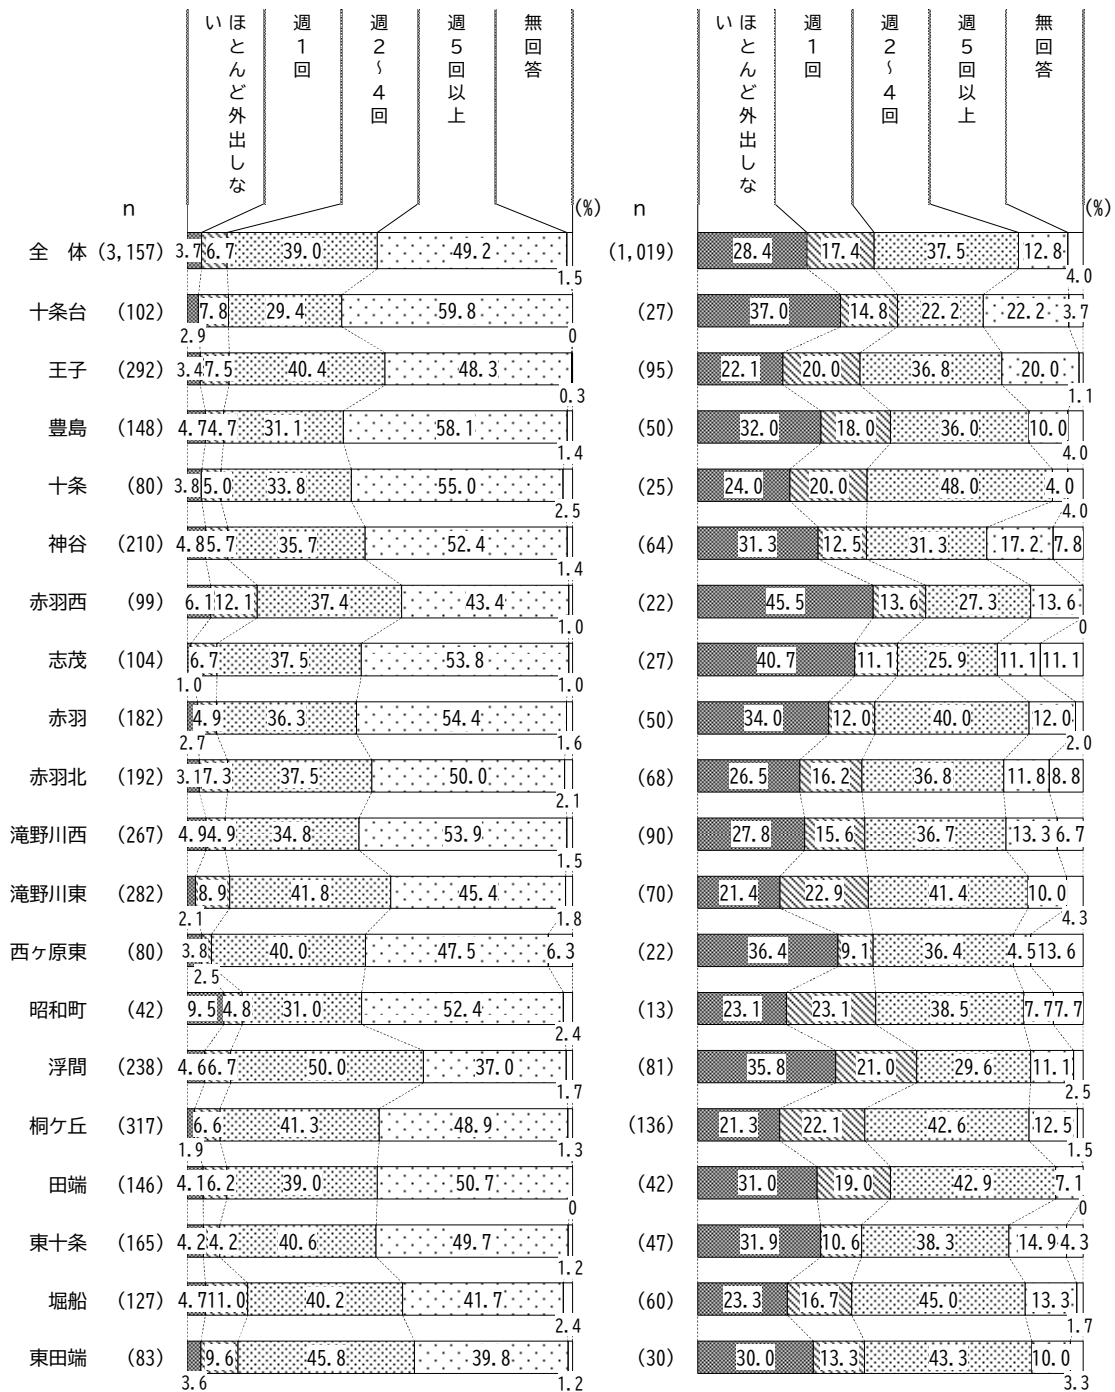 ほとんど外出しない
週1回
週2～4回
週5回以上
無回答
ほとんど外出しない
週1回
週2～4回
週5回以上
無回答
n (%) n (%)
全 体 (3,157) 3.7 6.7 39.0 49.2 1.5 (1,019) 28.4 17.4 37.5 12.8 4.0
十条台 (102) 2.9 7.8 29.4 59.8 0 (27) 37.0 14.8 22.2 22.2 3.7
王子 (292) 3.4 7.5 40.4 48.3 0.3 (95) 22.1 20.0 36.8 20.0 1.1
豊島 (148) 4.7 4.7 31.1 58.1 1.4 (50) 32.0 18.0 36.0 10.0 4.0
十条 (80) 3.8 5.0 33.8 55.0 2.5 (25) 24.0 20.0 48.0 4.0 4.0
神谷 (210) 4.8 5.7 35.7 52.4 1.4 (64) 31.3 12.5 31.3 17.2 7.8
赤羽西 (99) 6.1 12.1 37.4 43.4 1.0 (22) 45.5 13.6 27.3 13.6 0
志茂 (104) 1.0 6.7 37.5 53.8 1.0 (27) 40.7 11.1 25.9 11.1 11.1
赤羽 (182) 2.7 4.9 36.3 54.4 1.6 (50) 34.0 12.0 40.0 12.0 2.0
赤羽北 (192) 3.1 7.3 37.5 50.0 2.1 (68) 26.5 16.2 36.8 11.8 8.8
滝野川西 (267) 4.9 4.9 34.8 53.9 1.5 (90) 27.8 15.6 36.7 13.3 6.7
滝野川東 (282) 2.1 8.9 41.8 45.4 1.8 (70) 21.4 22.9 41.4 10.0 4.3
西ヶ原東 (80) 3.8 2.5 40.0 47.5 6.3 (22) 36.4 9.1 36.4 4.5 13.6
昭和町 (42) 9.5 4.8 31.0 52.4 2.4 (13) 23.1 23.1 38.5 7.7 7.7
浮間 (238) 4.6 6.7 50.0 37.0 1.7 (81) 35.8 21.0 29.6 11.1 2.5
桐ケ丘 (317) 1.9 6.6 41.3 48.9 1.3 (136) 21.3 22.1 42.6 12.5 1.5
田端 (146) 4.1 6.2 39.0 50.7 0 (42) 31.0 19.0 42.9 7.1 0
東十条 (165) 4.2 4.2 40.6 49.7 1.2 (47) 31.9 10.6 38.3 14.9 4.3
堀船 (127) 4.7 11.0 40.2 41.7 2.4 (60) 23.3 16.7 45.0 13.3 1.7
東田端 (83) 3.6 9.6 45.8 39.8 1.2 (30) 30.0 13.3 43.3 10.0 3.3